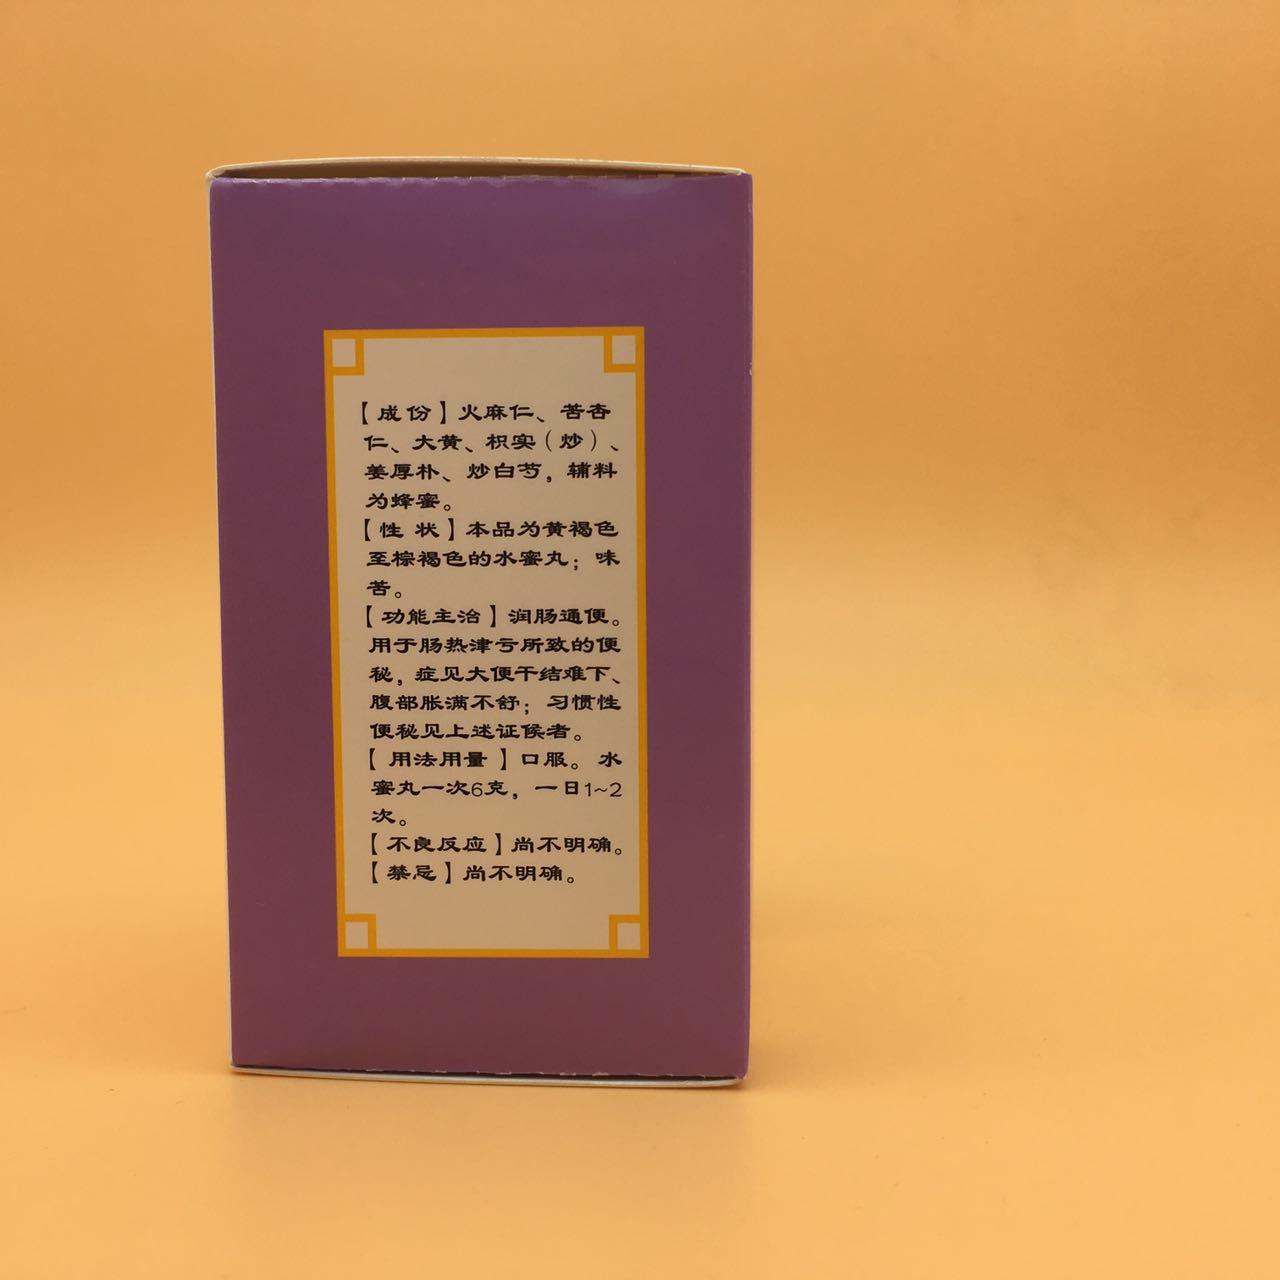 【成份】火麻仁、苦杏
仁、大黄、枳实（炒）、
姜厚朴、炒白芍，辅料
为蜂蜜。
【性状】本品为黄褐色
至棕褐色的水蜜丸；味
苦。
【功能主治】润肠通便。
用于肠热津亏所致的便
秘，症见大便干结难下、
腹部胀满不舒；习惯性
便秘见上述证候者。
【用法用量】口服。水
蜜丸一次6克，一日1~2
次。
【不良反应】尚不明确。
【禁忌】尚不明确。